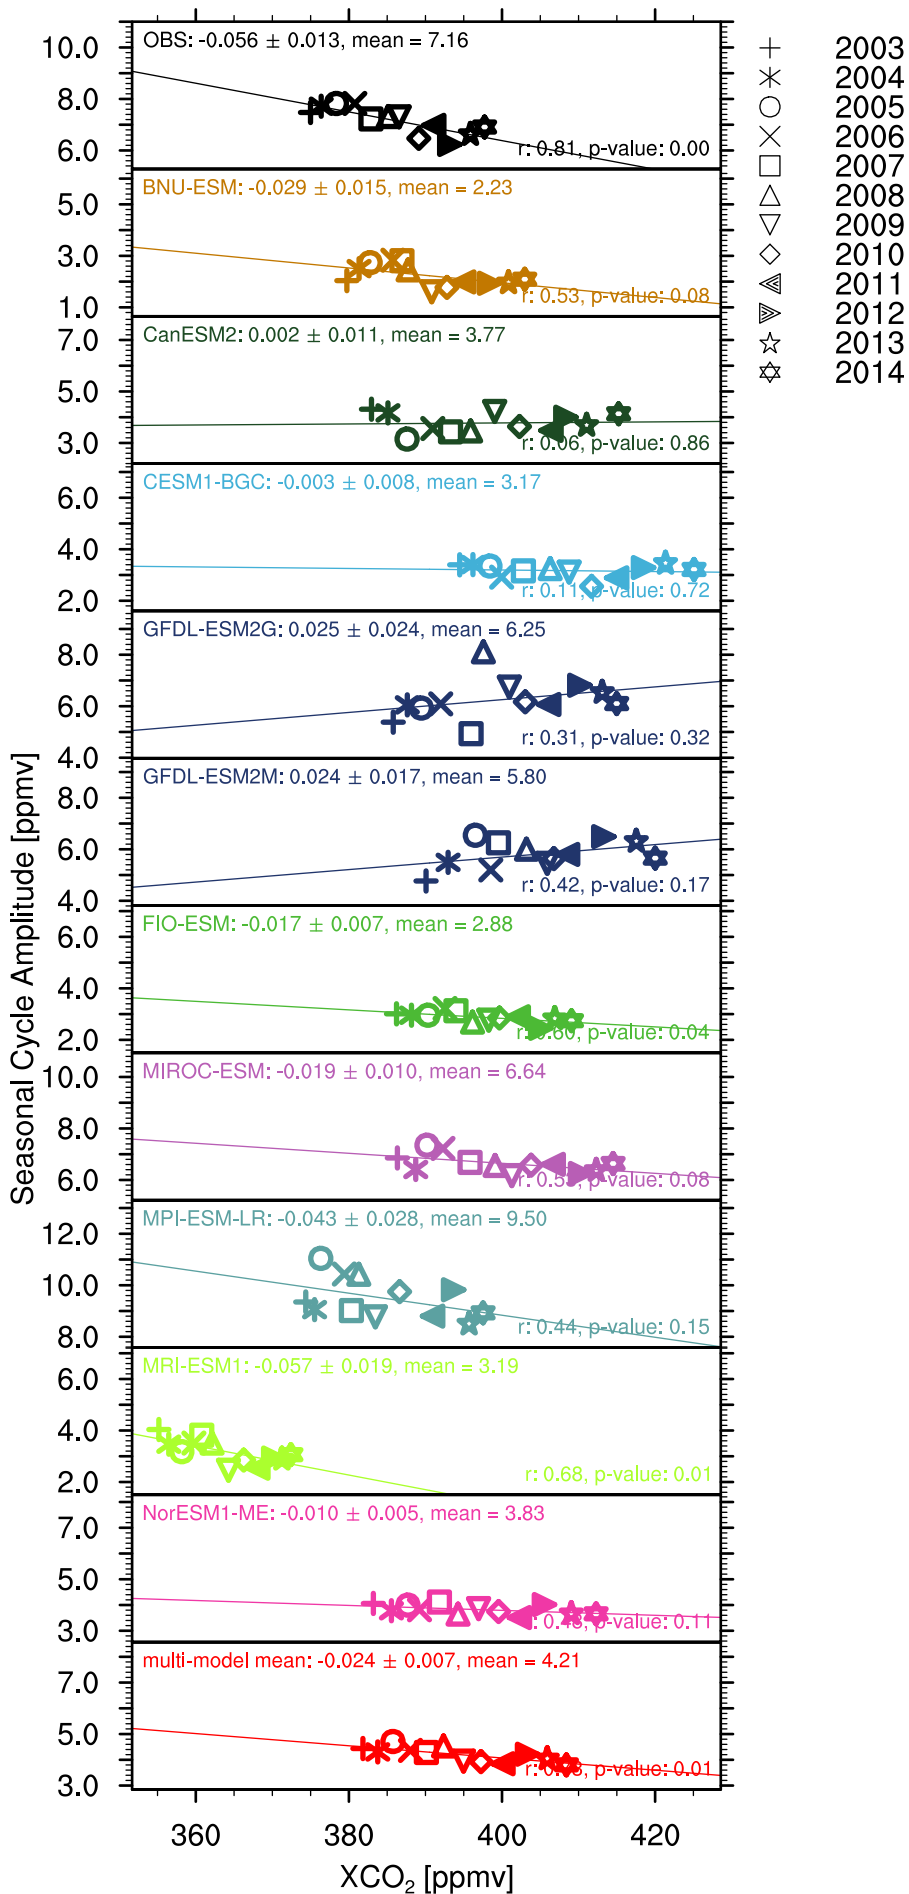 Seasonal Cycle Amplitude [ppmv]
10.0
8.0
6.0
OBS: -0.056 ± 0.013, mean = 7.16
r: 0.81, p-value: 0.00
5.0
3.0
1.0
BNU-ESM: -0.029 ± 0.015, mean = 2.23
r: 0.53, p-value: 0.08
7.0
5.0
3.0
CanESM2: 0.002 ± 0.011, mean = 3.77
r: 0.06, p-value: 0.86
6.0
4.0
2.0
CESM1-BGC: -0.003 ± 0.008, mean = 3.17
r: 0.11, p-value: 0.72
8.0
6.0
4.0
GFDL-ESM2G: 0.025 ± 0.024, mean = 6.25
r: 0.31, p-value: 0.32
8.0
6.0
4.0
GFDL-ESM2M: 0.024 ± 0.017, mean = 5.80
r: 0.42, p-value: 0.17
6.0
4.0
2.0
FIO-ESM: -0.017 ± 0.007, mean = 2.88
p-value: 0.04
10.0
8.0
6.0
MIROC-ESM: -0.019 ± 0.010, mean = 6.64
p-value: 0.08
12.0
10.0
8.0
MPI-ESM-LR: -0.043 ± 0.028, mean = 9.50
r: 0.44, p-value: 0.15
6.0
4.0
2.0
MRI-ESM1: -0.057 ± 0.019, mean = 3.19
r: 0.68, p-value: 0.01
7.0
5.0
3.0
NorESM1-ME: -0.010 ± 0.005, mean = 3.83
p-value: 0.11
7.0
5.0
3.0
multi-model mean: -0.024 ± 0.007, mean = 4.21
p-value: 0.01
360 380 400 420
XCO₂ [ppmv]
2003
2004
2005
2006
2007
2008
2009
2010
2011
2012
2013
2014